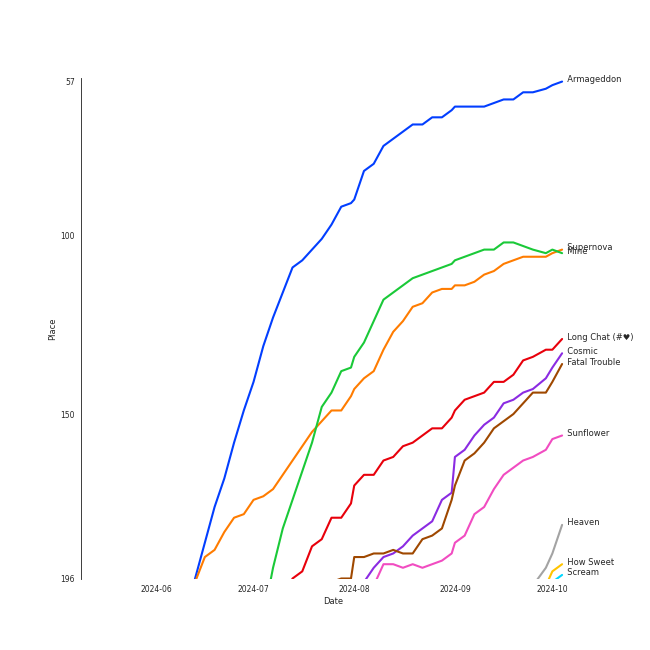 57
Armageddon
100
Supernova
Mine
Place
Long Chat (#♥)
Cosmic
Fatal Trouble
150
Sunflower
Heaven
How Sweet
Scream
196
2024-06 2024-07 2024-08 2024-09 2024-10
Date